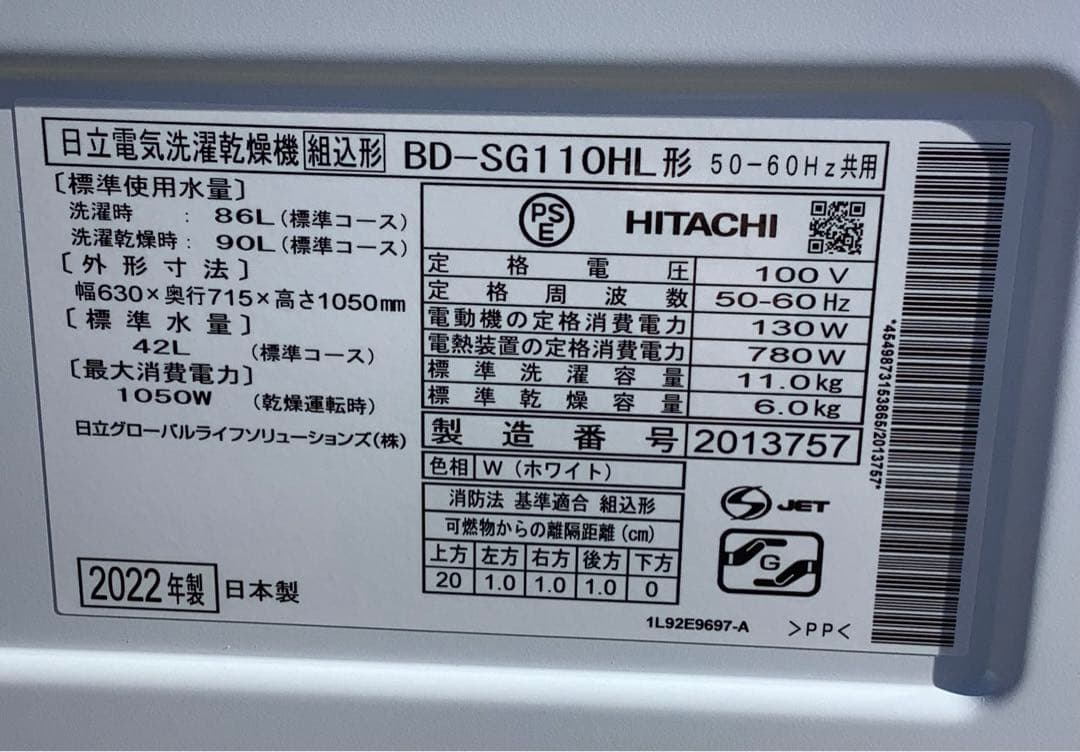 日立電気洗濯乾燥機 組込形 BD-SG110HL形 50-60Hz共用
〔標準使用水量〕
洗濯時 : 86L(標準コース)
洗濯乾燥時: 90L(標準コース)
〔外形寸法〕
幅630×奥行715×高さ1050mm
〔標準水量〕
42L (標準コース)
〔最大消費電力〕
1050W (乾燥運転時)
日立グローバルライフソリューションズ(株)
2022年製 日本製
PSE HITACHI
定格電圧 100V
定格周波数 50-60Hz
電動機の定格消費電力 130W
電熱装置の定格消費電力 780W
標準洗濯容量 11.0kg
標準乾燥容量 6.0kg
製造番号 2013757
色相 W(ホワイト)
消防法 基準適合 組込形
可燃物からの離隔距離(cm)
上方 左方 右方 後方 下方
20 1.0 1.0 1.0 0
S JET
G
1L92E9697-A >PP<
*4549873153865/2013757*